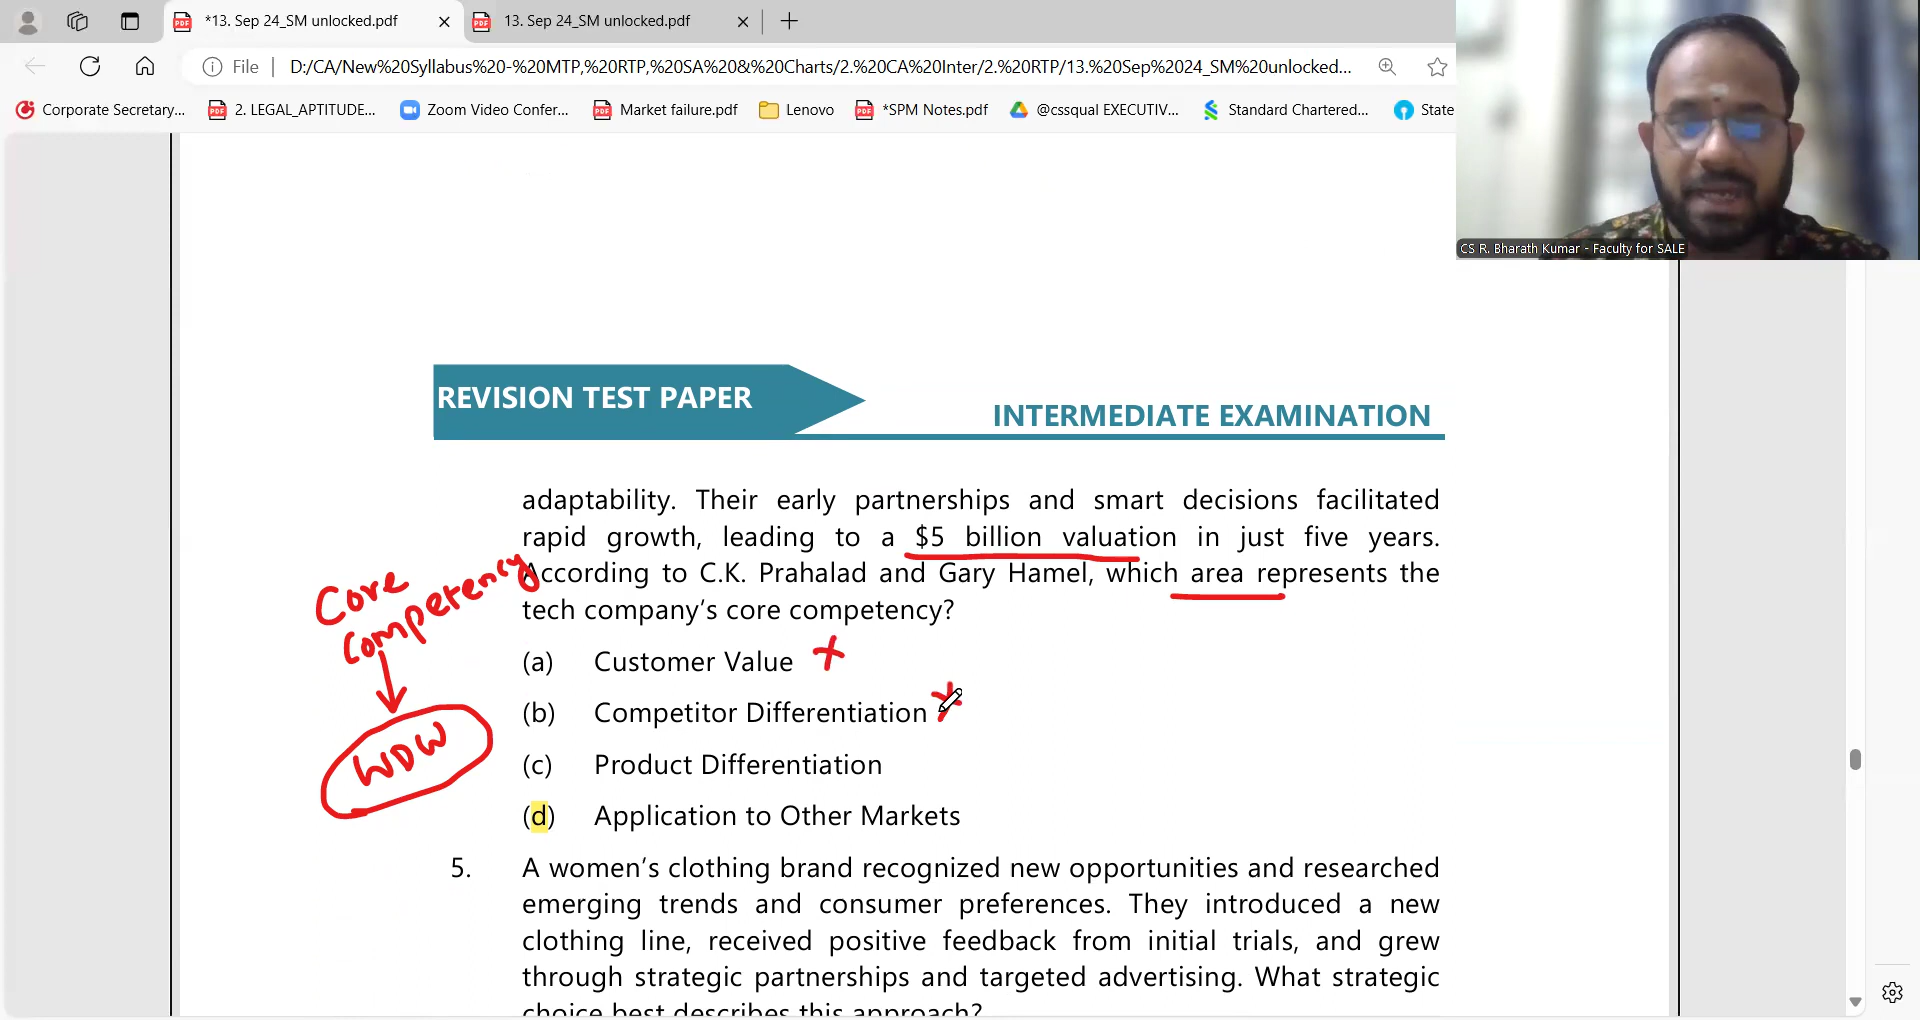 *13. Sep 24_SM unlocked.pdf
13. Sep 24_SM unlocked.pdf
File
D:/CA/New%20Syllabus%20-%20MTP,%20RTP,%20SA%20&%20Charts/2.%20CA%20Inter/2.%20RTP/13.%20Sep%2024_SM%20unlocked...
Corporate Secretary...
2. LEGAL_APTITUDE...
Zoom Video Confer...
Market failure.pdf
Lenovo
*SPM Notes.pdf
@cssqual EXECUTIV...
Standard Chartered...
State
CS R. Bharath Kumar - Faculty for SALE
REVISION TEST PAPER
INTERMEDIATE EXAMINATION
adaptability. Their early partnerships and smart decisions facilitated
rapid growth, leading to a $5 billion valuation in just five years.
According to C.K. Prahalad and Gary Hamel, which area represents the
tech company's core competency?
Core
Competency
WDW
(a) Customer Value
(b) Competitor Differentiation
(c) Product Differentiation
(d) Application to Other Markets
5. A women's clothing brand recognized new opportunities and researched
emerging trends and consumer preferences. They introduced a new
clothing line, received positive feedback from initial trials, and grew
through strategic partnerships and targeted advertising. What strategic
choice best describes this approach?